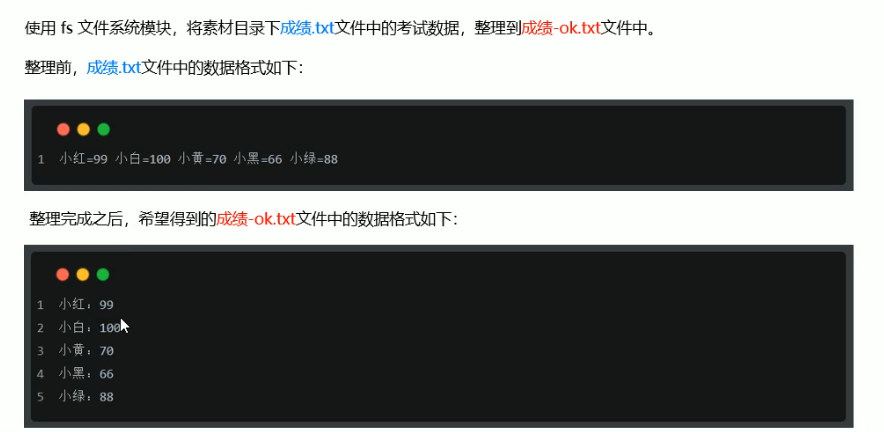 使用 fs 文件系统模块，将素材目录下成绩.txt文件中的考试数据，整理到成绩-ok.txt文件中。
整理前，成绩.txt文件中的数据格式如下：
1 小红=99 小白=100 小黄=70 小黑=66 小绿=88
整理完成之后，希望得到的成绩-ok.txt文件中的数据格式如下：
1 小红：99
2 小白：100
3 小黄：70
4 小黑：66
5 小绿：88